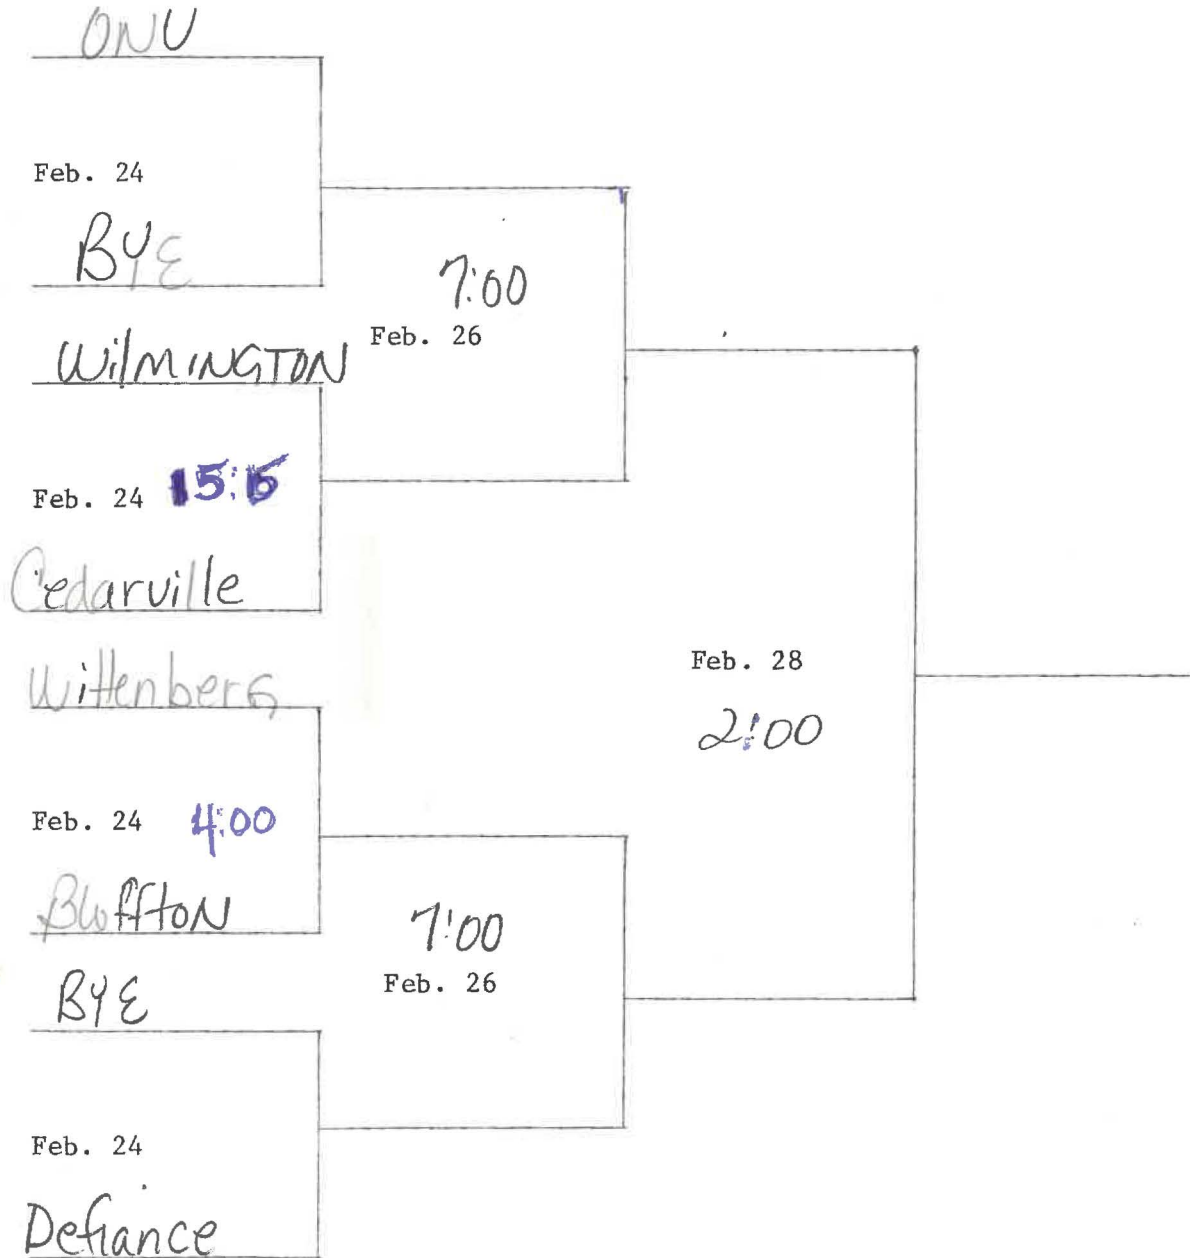 ONU
Feb. 24
BYE
7:00
Feb. 26
WilMINGTON
Feb. 24
Cedarville
Wittenberg
Feb. 28
2:00
Feb. 24 4:00
Bluffton
7:00
Feb. 26
BYE
Feb. 24
Defiance